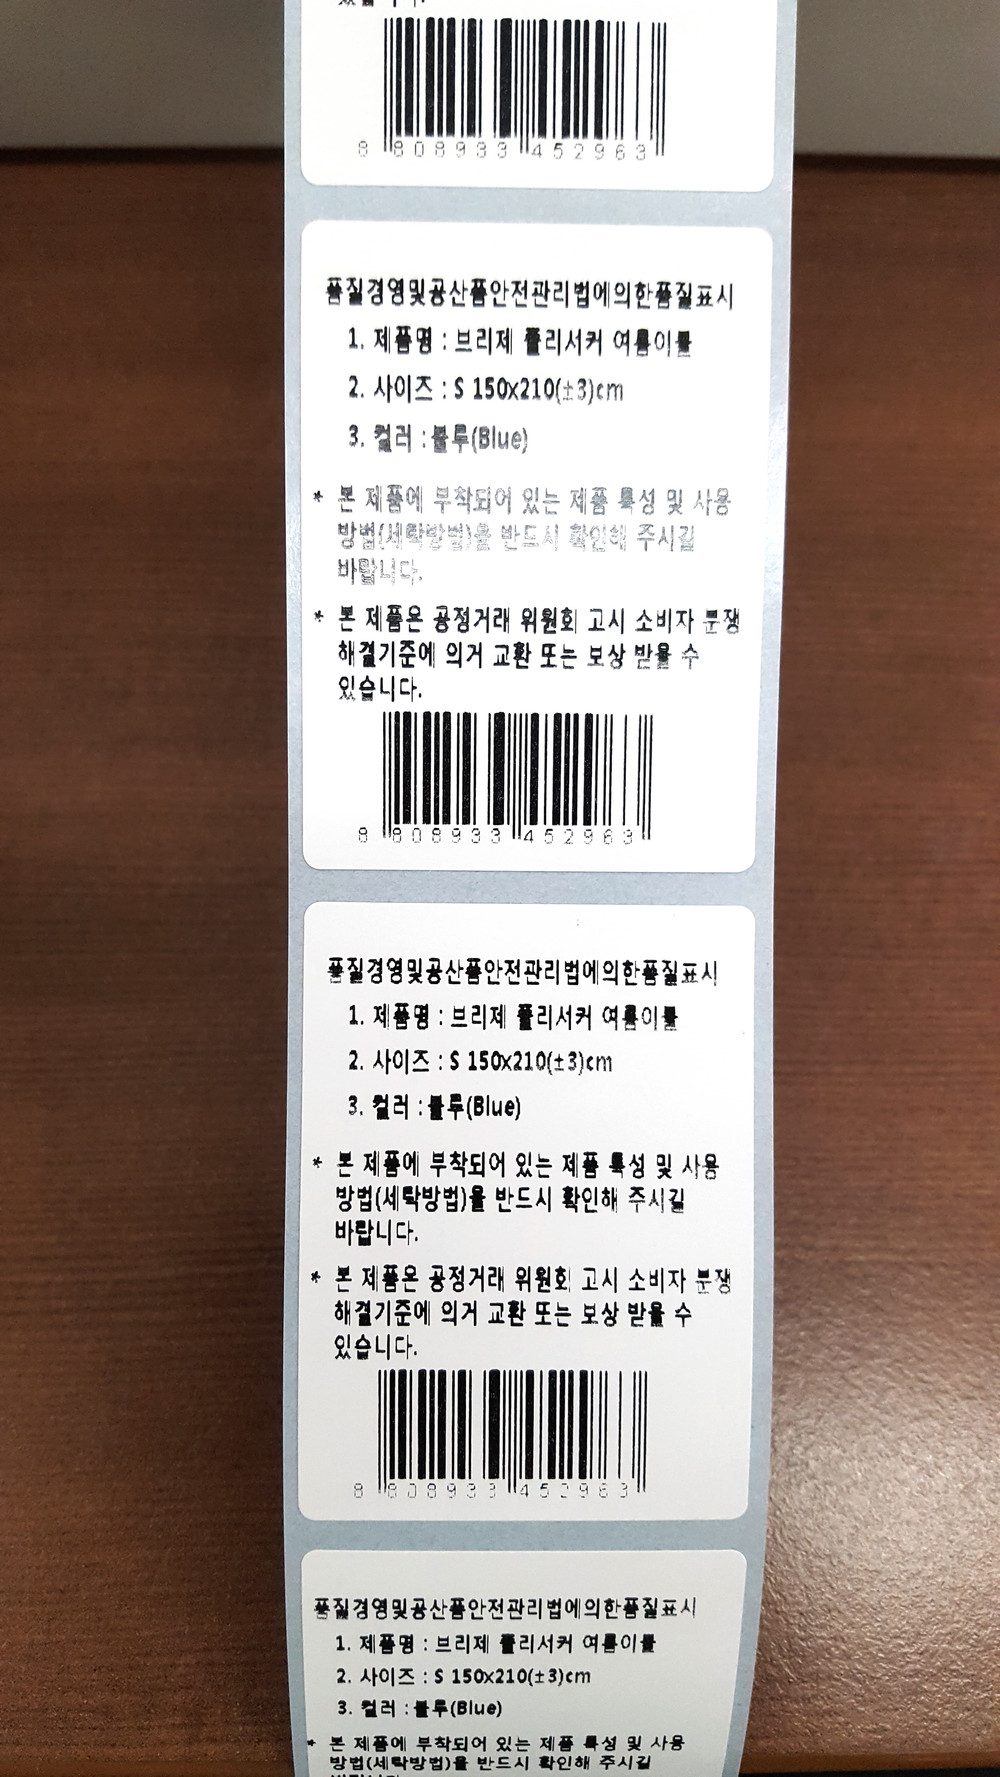 8 808933 452963
품질경영및공산품안전관리법에의한품질표시
1. 제품명 : 브리제 플리서커 여름이불
2. 사이즈 : S 150x210(±3)cm
3. 컬러 : 블루(Blue)
* 본 제품에 부착되어 있는 제품 특성 및 사용
방법(세탁방법)을 반드시 확인해 주시길
바랍니다.
* 본 제품은 공정거래 위원회 고시 소비자 분쟁
해결기준에 의거 교환 또는 보상 받을 수
있습니다.
8 808933 452963
품질경영및공산품안전관리법에의한품질표시
1. 제품명 : 브리제 플리서커 여름이불
2. 사이즈 : S 150x210(±3)cm
3. 컬러 : 블루(Blue)
* 본 제품에 부착되어 있는 제품 특성 및 사용
방법(세탁방법)을 반드시 확인해 주시길
바랍니다.
* 본 제품은 공정거래 위원회 고시 소비자 분쟁
해결기준에 의거 교환 또는 보상 받을 수
있습니다.
8 808933 452963
품질경영및공산품안전관리법에의한품질표시
1. 제품명 : 브리제 플리서커 여름이불
2. 사이즈 : S 150x210(±3)cm
3. 컬러 : 블루(Blue)
* 본 제품에 부착되어 있는 제품 특성 및 사용
방법(세탁방법)을 반드시 확인해 주시길